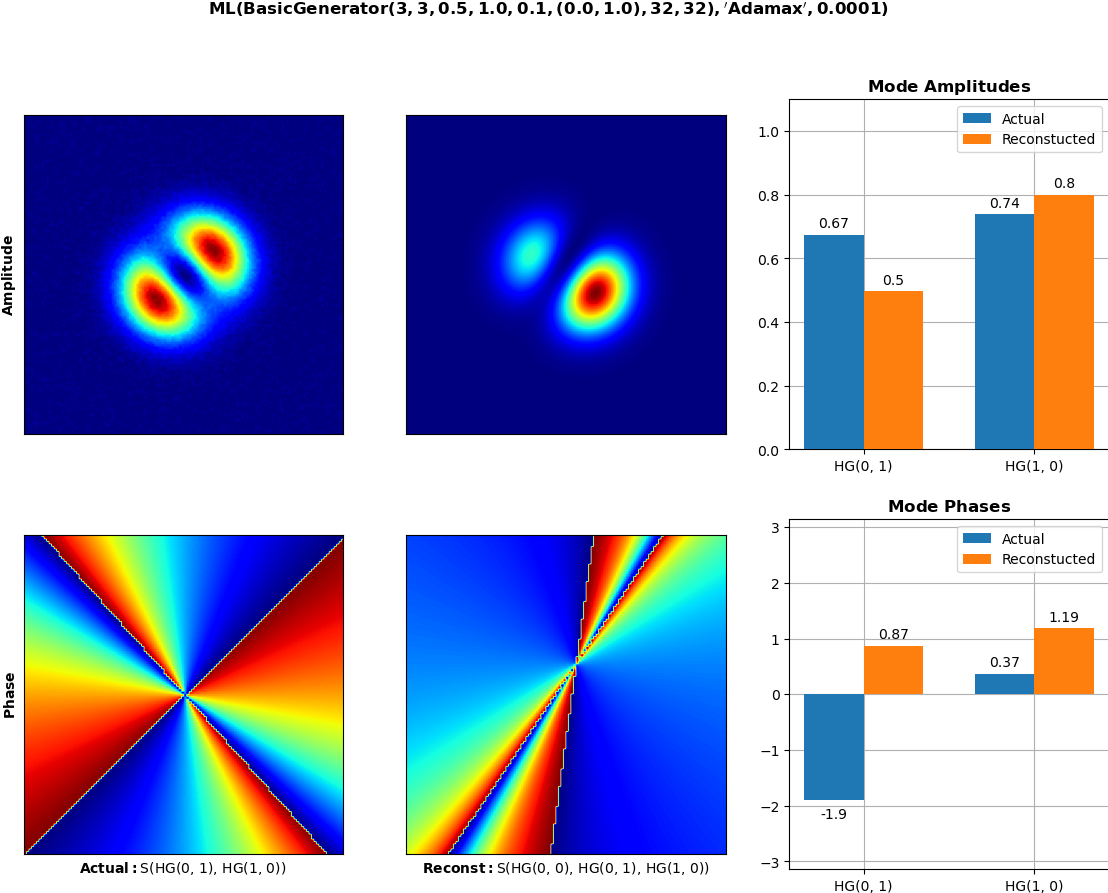 ML(BasicGenerator(3, 3, 0.5, 1.0, 0.1, (0.0, 1.0), 32, 32), ′Adamax′, 0.0001)
Amplitude
Mode Amplitudes
Actual
Reconstucted
1.0
0.8
0.6
0.4
0.2
0.0
0.67
0.5
0.74
0.8
HG(0, 1)
HG(1, 0)
Phase
Actual: S(HG(0, 1), HG(1, 0))
Reconst: S(HG(0, 0), HG(0, 1), HG(1, 0))
Mode Phases
Actual
Reconstucted
3
2
1
0
−1
−2
−3
-1.9
0.87
0.37
1.19
HG(0, 1)
HG(1, 0)